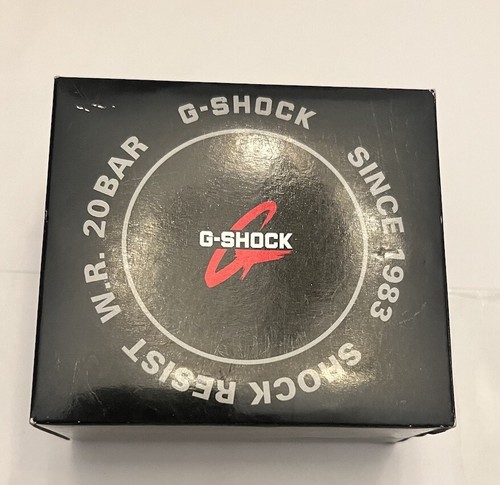 G-SHOCK
SINCE 1983
SHOCK RESIST
W.R. 20BAR
G-SHOCK